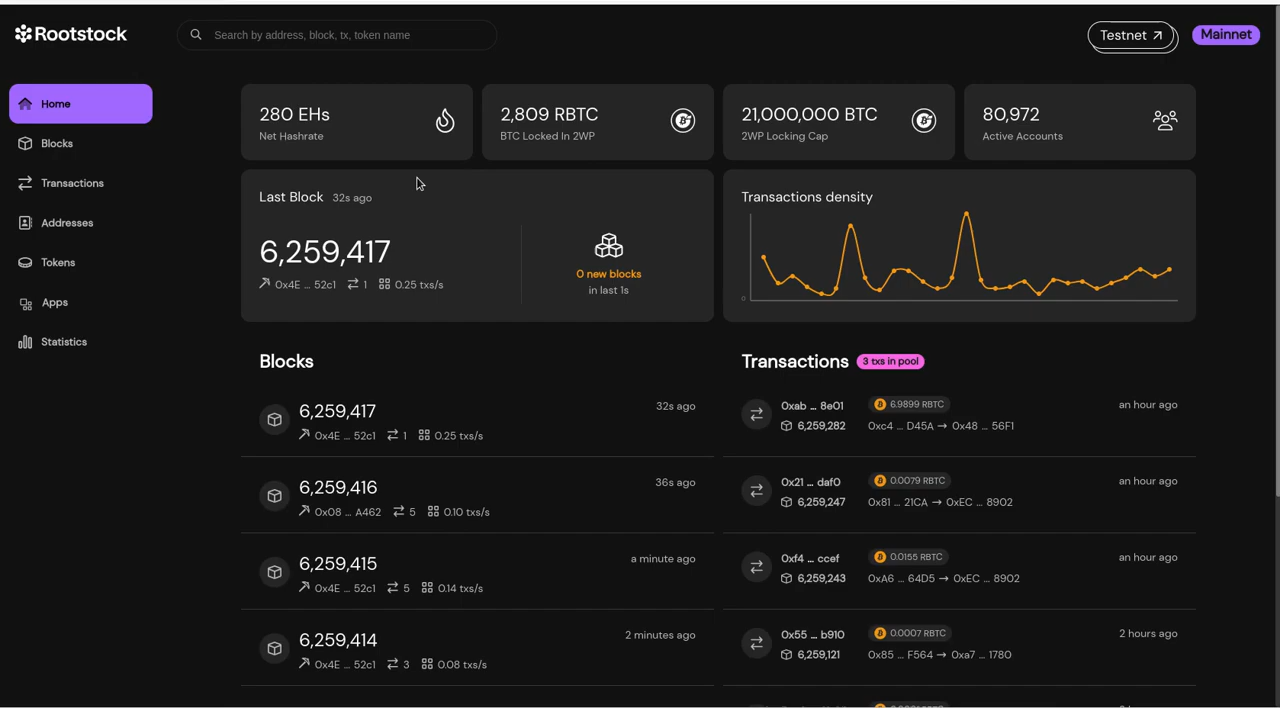 Rootstock
Search by address, block, tx, token name
Testnet
Mainnet
Home
Blocks
Transactions
Addresses
Tokens
Apps
Statistics
280 EHs
Net Hashrate
2,809 RBTC
BTC Locked In 2WP
21,000,000 BTC
2WP Locking Cap
80,972
Active Accounts
Last Block 32s ago
6,259,417
0x4E ... 52c1 1 0.25 txs/s
0 new blocks
in last 1s
Transactions density
0
Blocks
6,259,417 32s ago
0x4E ... 52c1 1 0.25 txs/s
6,259,416 36s ago
0x08 ... A462 5 0.10 txs/s
6,259,415 a minute ago
0x4E ... 52c1 5 0.14 txs/s
6,259,414 2 minutes ago
0x4E ... 52c1 3 0.08 txs/s
Transactions 3 txs in pool
0xab ... 8e01 6.9899 RBTC an hour ago
6,259,282 0xc4 ... D45A → 0x48 ... 56F1
0x21 ... daf0 0.0079 RBTC an hour ago
6,259,247 0x81 ... 21CA → 0xEC ... 8902
0xf4 ... ccef 0.0155 RBTC an hour ago
6,259,243 0xA6 ... 64D5 → 0xEC ... 8902
0x55 ... b910 0.0007 RBTC 2 hours ago
6,259,121 0x85 ... F564 → 0xa7 ... 1780